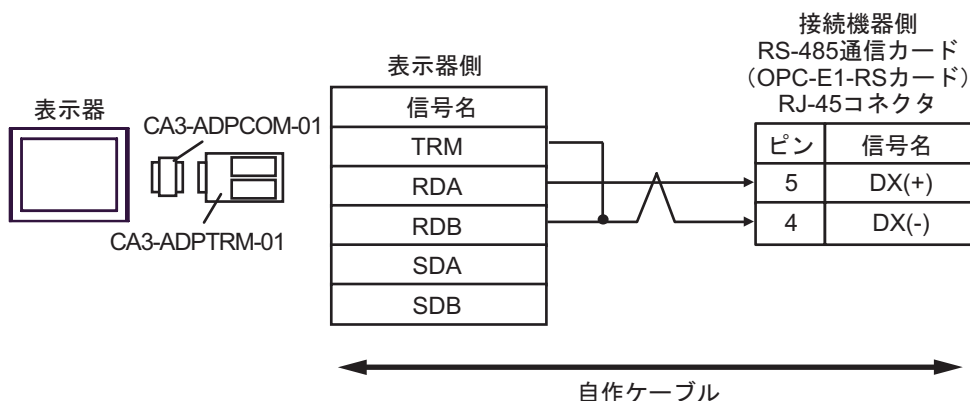 表示器
CA3-ADPCOM-01
CA3-ADPTRM-01
表示器側
信号名
TRM
RDA
RDB
SDA
SDB
接続機器側
RS-485通信カード
（OPC-E1-RSカード）
RJ-45コネクタ
ピン 信号名
5 DX(+)
4 DX(-)
自作ケーブル